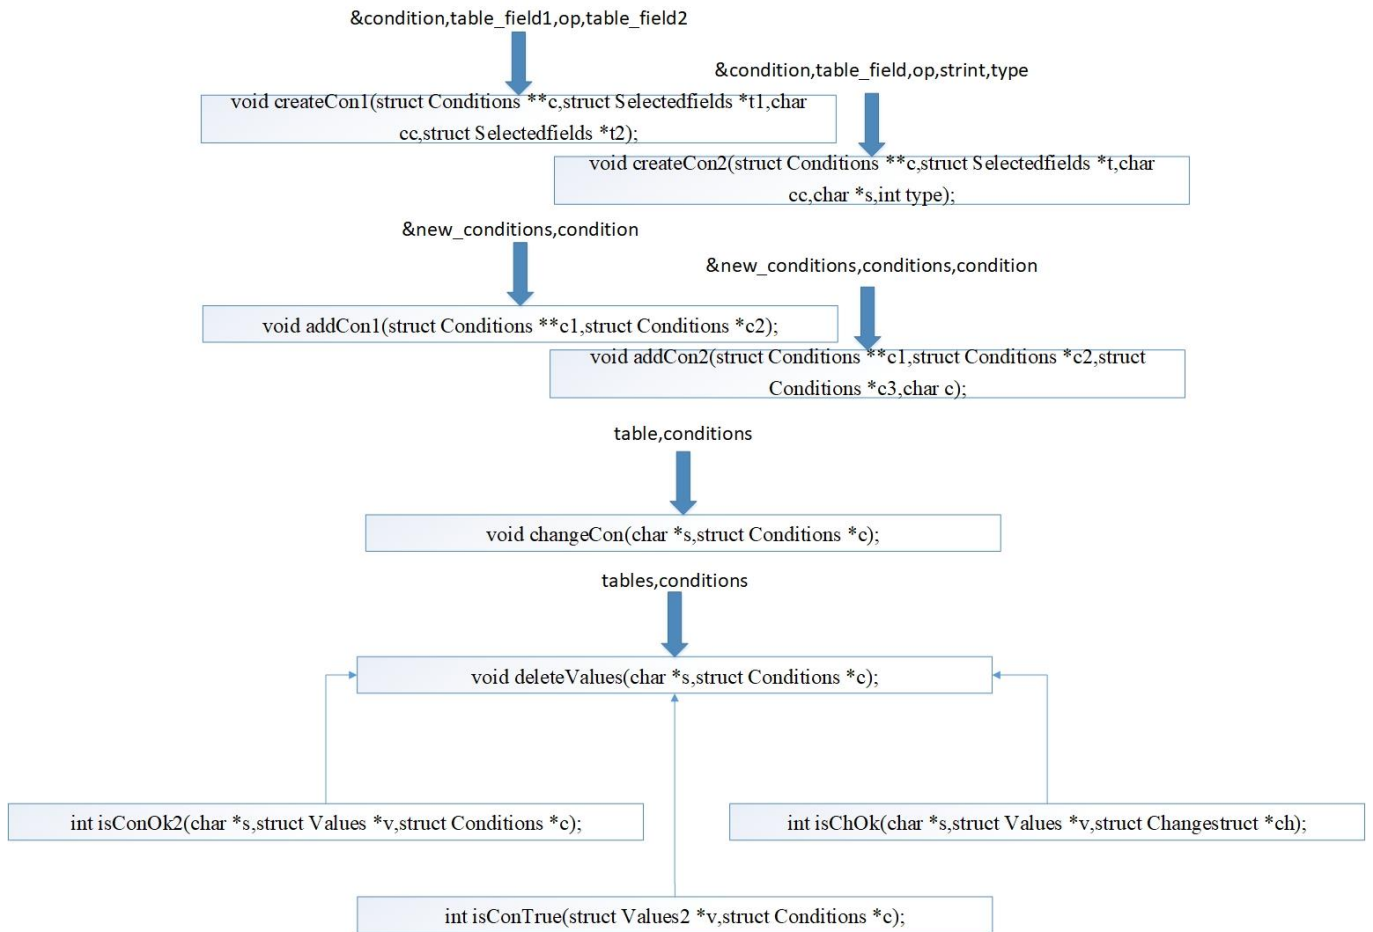 &condition,table_field1,op,table_field2
&condition,table_field,op,strint,type
void createCon1(struct Conditions **c,struct Selectedfields *t1,char
cc,struct Selectedfields *t2);
void createCon2(struct Conditions **c,struct Selectedfields *t,char
cc,char *s,int type);
&new_conditions,condition
&new_conditions,conditions,condition
void addCon1(struct Conditions **c1,struct Conditions *c2);
void addCon2(struct Conditions **c1,struct Conditions *c2,struct
Conditions *c3,char c);
table,conditions
void changeCon(char *s,struct Conditions *c);
tables,conditions
void deleteValues(char *s,struct Conditions *c);
int isConOk2(char *s,struct Values *v,struct Conditions *c);
int isChOk(char *s,struct Values *v,struct Changestruct *ch);
int isConTrue(struct Values2 *v,struct Conditions *c);